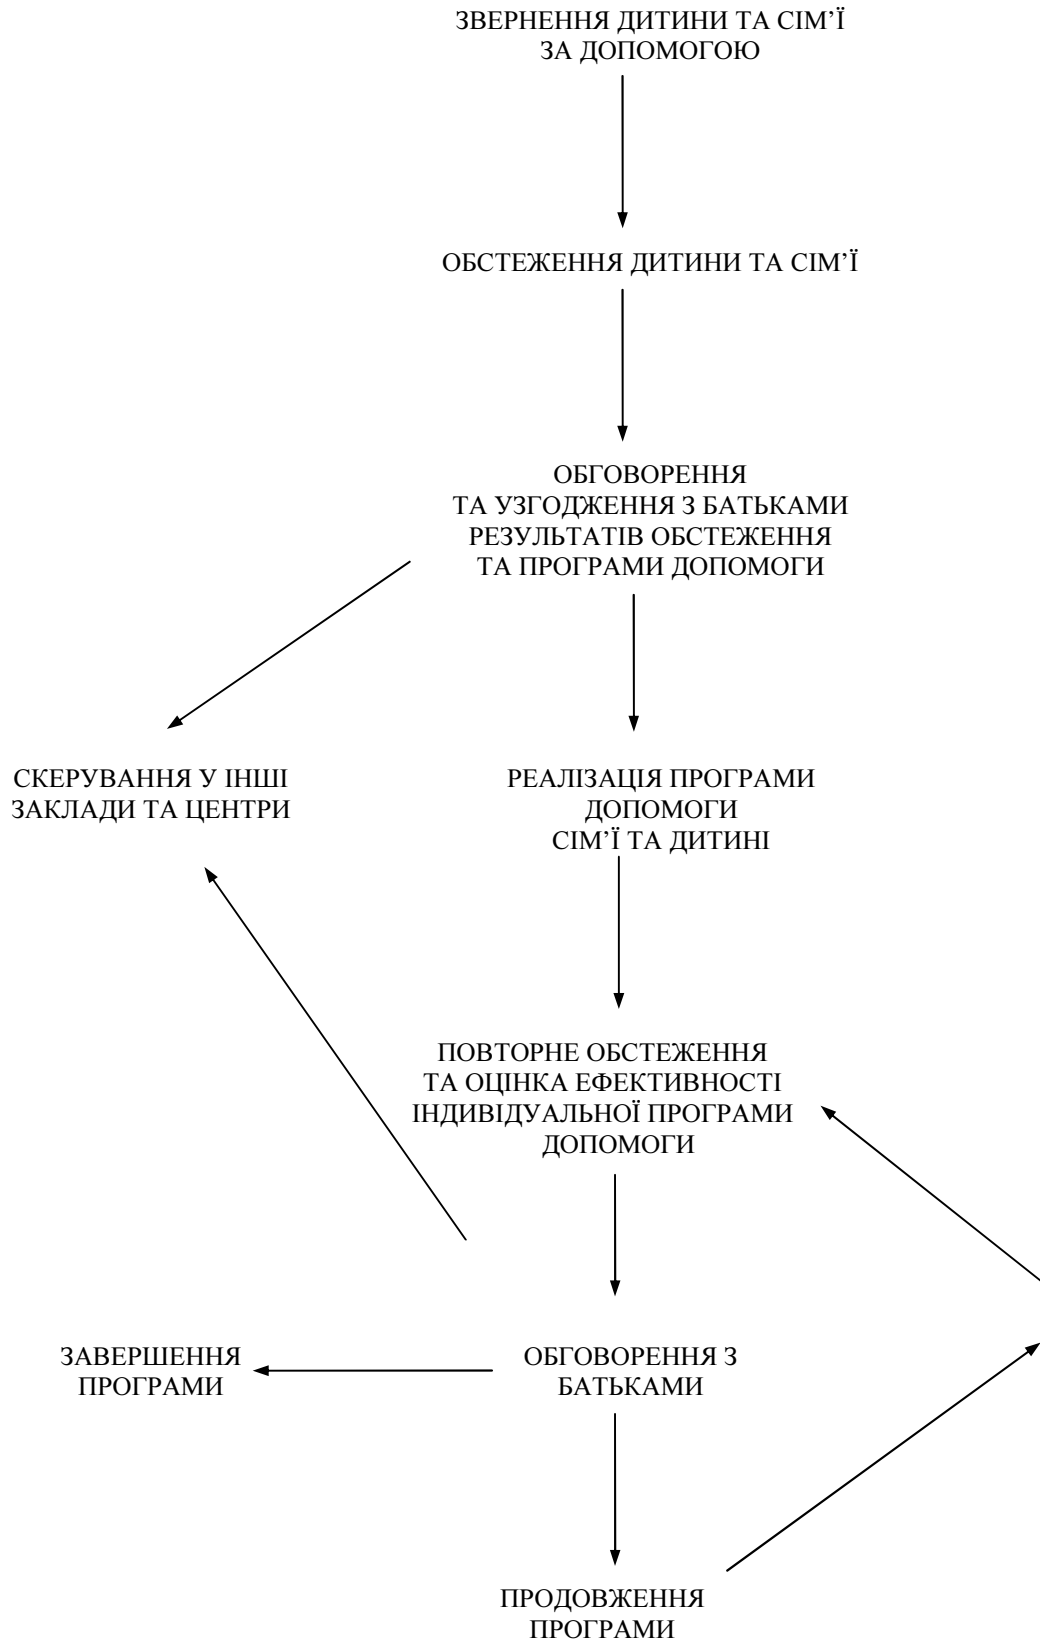 ЗВЕРНЕННЯ ДИТИНИ ТА СІМ’Ї
ЗА ДОПОМОГОЮ
ОБСТЕЖЕННЯ ДИТИНИ ТА СІМ’Ї
ОБГОВОРЕННЯ
ТА УЗГОДЖЕННЯ З БАТЬКАМИ
РЕЗУЛЬТАТІВ ОБСТЕЖЕННЯ
ТА ПРОГРАМИ ДОПОМОГИ
СКЕРУВАННЯ У ІНШІ
ЗАКЛАДИ ТА ЦЕНТРИ
РЕАЛІЗАЦІЯ ПРОГРАМИ
ДОПОМОГИ
СІМ’Ї ТА ДИТИНІ
ПОВТОРНЕ ОБСТЕЖЕННЯ
ТА ОЦІНКА ЕФЕКТИВНОСТІ
ІНДИВІДУАЛЬНОЇ ПРОГРАМИ
ДОПОМОГИ
ЗАВЕРШЕННЯ
ПРОГРАМИ
ОБГОВОРЕННЯ З
БАТЬКАМИ
ПРОДОВЖЕННЯ
ПРОГРАМИ